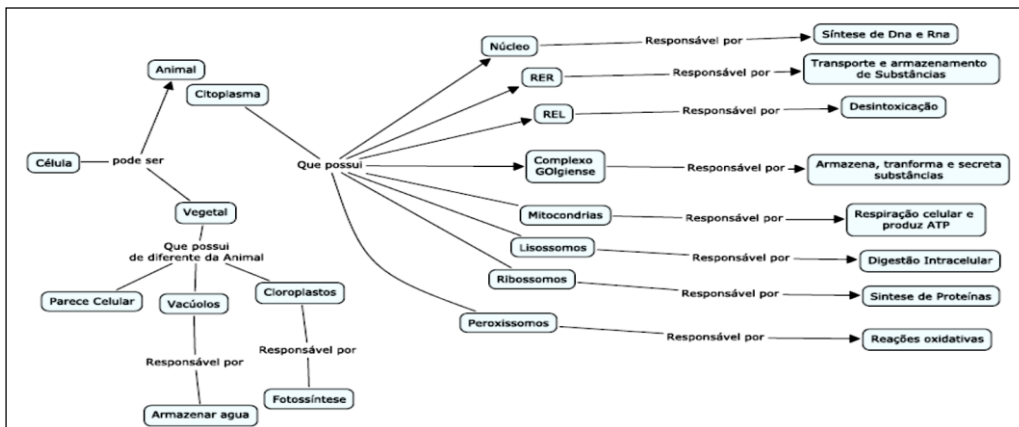 Célula
pode ser
Animal
Vegetal
Que possui
de diferente da Animal
Parece Celular
Vacúolos
Cloroplastos
Responsável por
Armazenar agua
Responsável por
Fotossíntese
Citoplasma
Que possui
Núcleo
Responsável por
Síntese de Dna e Rna
RER
Responsável por
Transporte e armazenamento
de Substâncias
REL
Responsável por
Desintoxicação
Complexo
GOlgiense
Responsável por
Armazena, tranforma e secreta
substâncias
Mitocondrias
Responsável por
Respiração celular e
produz ATP
Lisossomos
Responsável por
Digestão Intracelular
Ribossomos
Responsável por
Sintese de Proteínas
Peroxissomos
Responsável por
Reações oxidativas